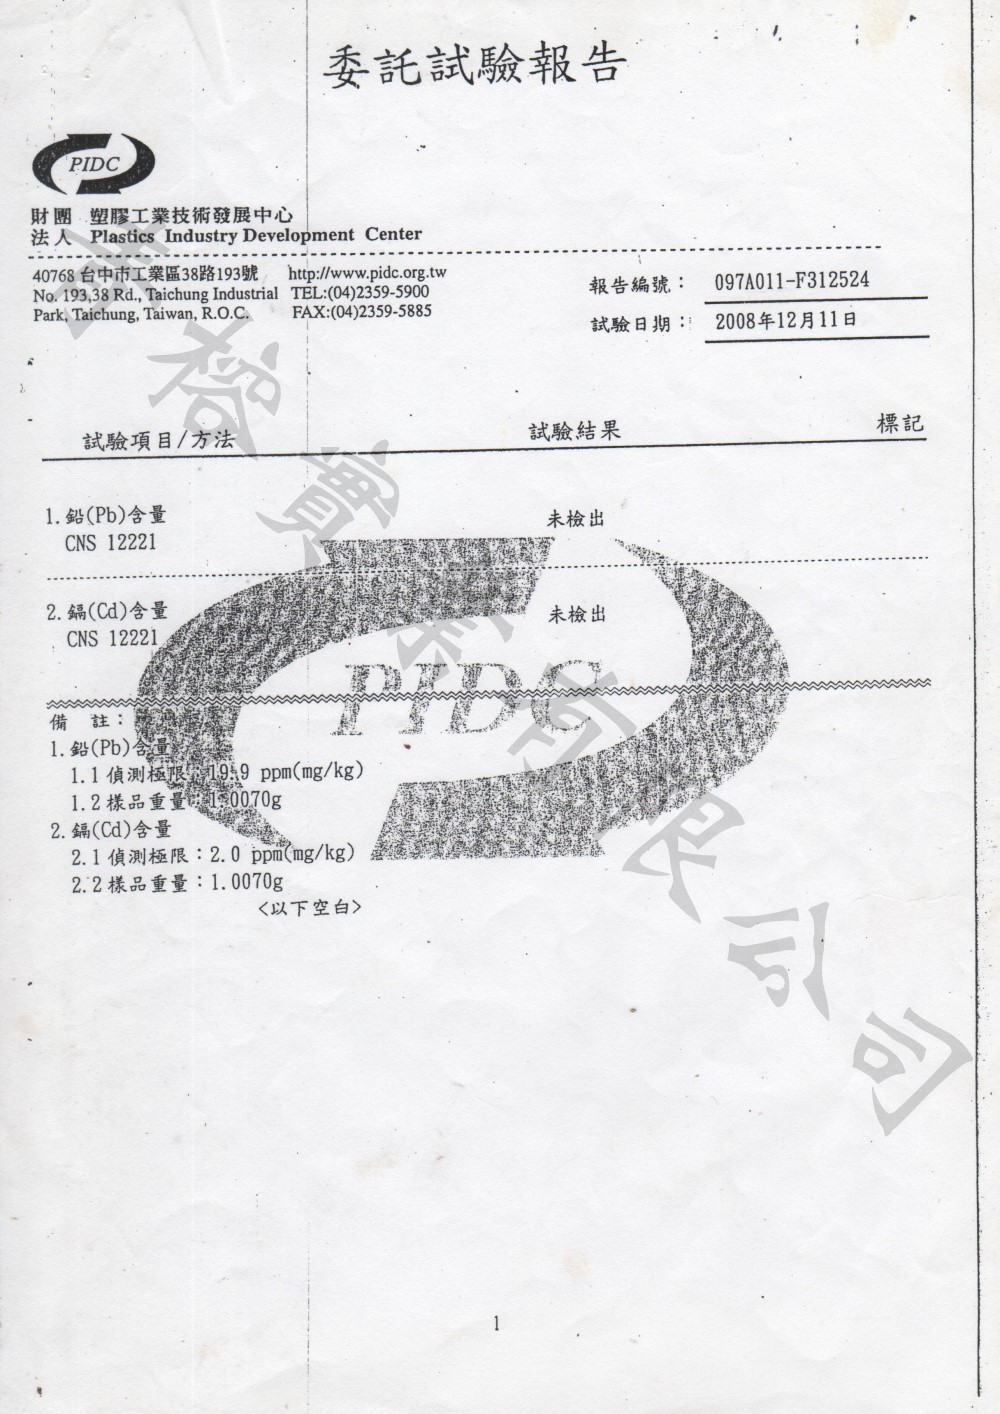 委託試驗報告
PIDC
財團法人 塑膠工業技術發展中心
Plastics Industry Development Center
40768 台中市工業區38路193號 http://www.pidc.org.tw
No. 193,38 Rd., Taichung Industrial TEL:(04)2359-5900
Park, Taichung, Taiwan, R.O.C. FAX:(04)2359-5885
報告編號： 097A011-F312524
試驗日期： 2008年12月11日
試驗項目/方法 試驗結果 標記
1.鉛(Pb)含量 未檢出
CNS 12221
2.鎘(Cd)含量 未檢出
CNS 12221
PIDC
備 註：
1.鉛(Pb)含量
1.1偵測極限：19.9 ppm(mg/kg)
1.2樣品重量：1.0070g
2.鎘(Cd)含量
2.1偵測極限：2.0 ppm(mg/kg)
2.2樣品重量：1.0070g
<以下空白>
實業有限公司
1